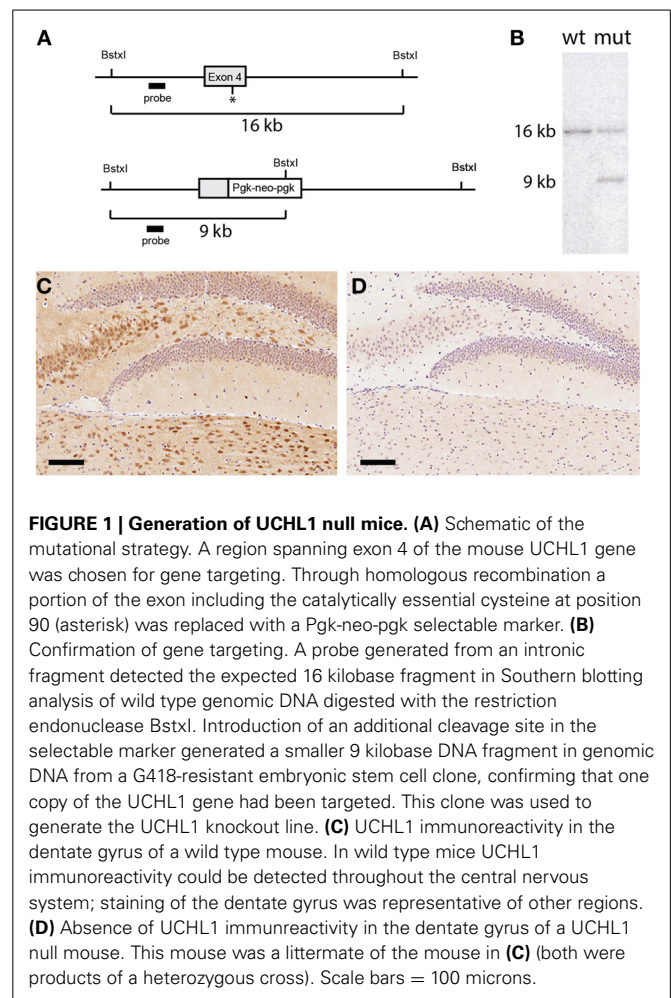 A
B
BstxI
BstxI
wt mut
Exon 4
probe
*
16 kb
16 kb
BstxI
BstxI
BstxI
Pgk-neo-pgk
9 kb
probe
9 kb
C
D
FIGURE 1 | Generation of UCHL1 null mice. (A) Schematic of the
mutational strategy. A region spanning exon 4 of the mouse UCHL1 gene
was chosen for gene targeting. Through homologous recombination a
portion of the exon including the catalytically essential cysteine at position
90 (asterisk) was replaced with a Pgk-neo-pgk selectable marker. (B)
Confirmation of gene targeting. A probe generated from an intronic
fragment detected the expected 16 kilobase fragment in Southern blotting
analysis of wild type genomic DNA digested with the restriction
endonuclease BstxI. Introduction of an additional cleavage site in the
selectable marker generated a smaller 9 kilobase DNA fragment in genomic
DNA from a G418-resistant embryonic stem cell clone, confirming that one
copy of the UCHL1 gene had been targeted. This clone was used to
generate the UCHL1 knockout line. (C) UCHL1 immunoreactivity in the
dentate gyrus of a wild type mouse. In wild type mice UCHL1
immunoreactivity could be detected throughout the central nervous
system; staining of the dentate gyrus was representative of other regions.
(D) Absence of UCHL1 immunreactivity in the dentate gyrus of a UCHL1
null mouse. This mouse was a littermate of the mouse in (C) (both were
products of a heterozygous cross). Scale bars = 100 microns.